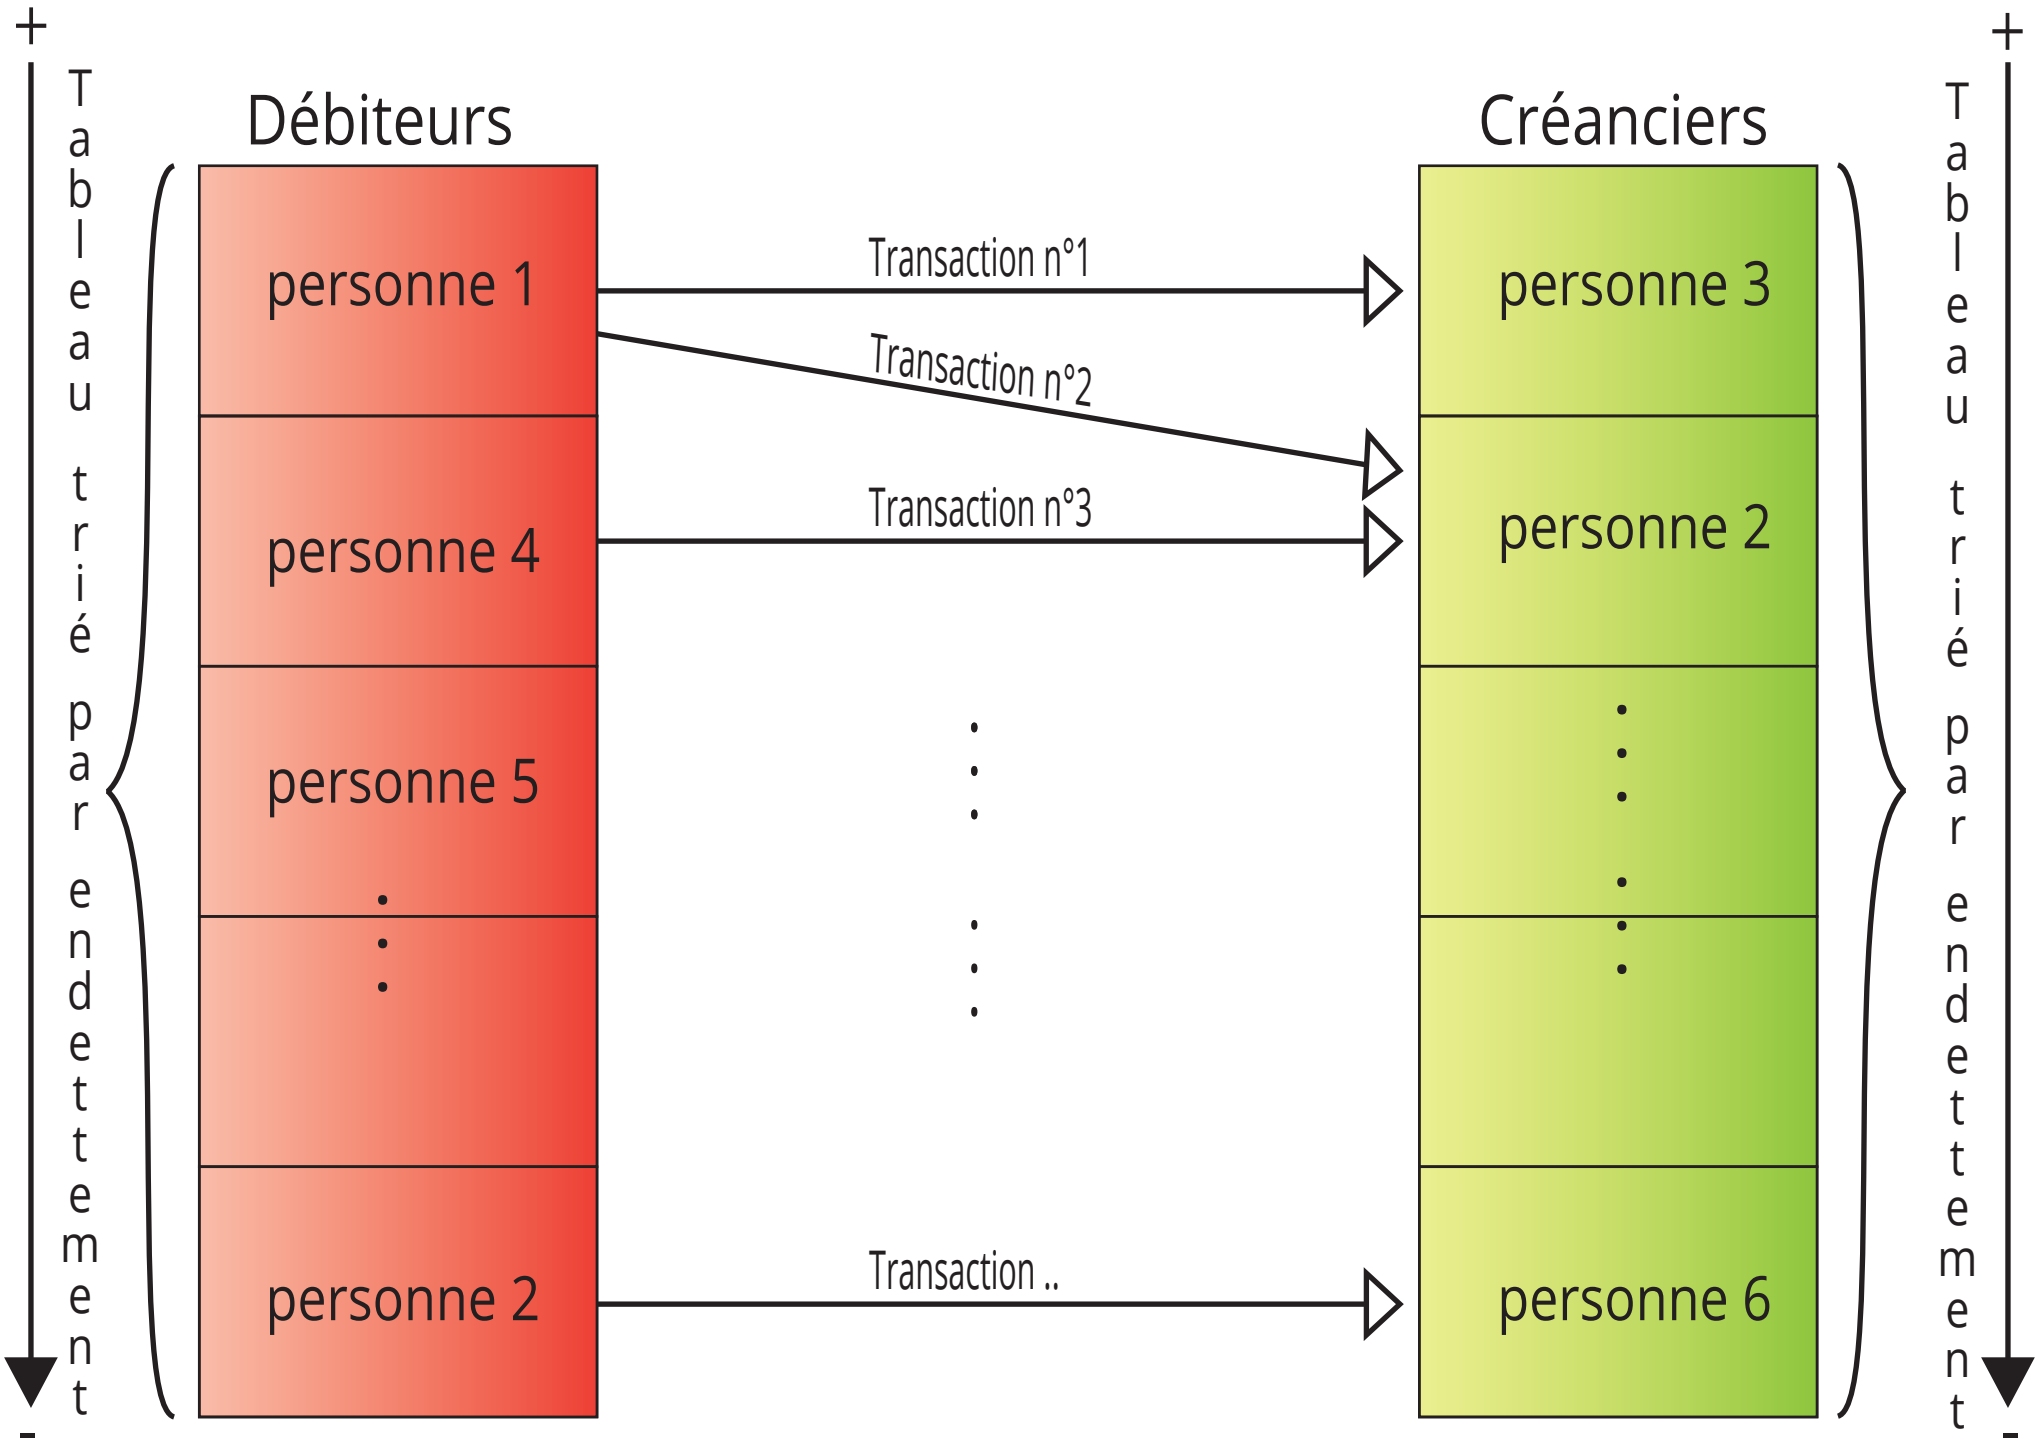 +
Tableau trié par endettement
-
Débiteurs
personne 1
personne 4
personne 5
personne 2
Transaction n°1
Transaction n°2
Transaction n°3
Transaction ..
Créanciers
personne 3
personne 2
personne 6
+
Tableau trié par endettement
-